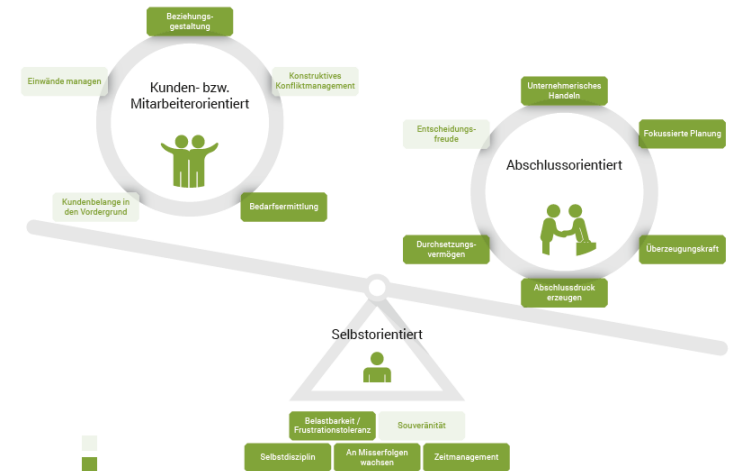 Beziehungs-
gestaltung
Einwände managen
Konstruktives
Konfliktmanagement
Kunden- bzw.
Mitarbeiterorientiert
Kundenbelange in
den Vordergrund
Bedarfsermittlung
Unternehmerisches
Handeln
Entscheidungs-
freude
Fokussierte Planung
Abschlussorientiert
Durchsetzungs-
vermögen
Überzeugungskraft
Abschlussdruck
erzeugen
Selbstorientiert
Belastbarkeit /
Frustrationstoleranz
Souveränität
Selbstdisziplin
An Misserfolgen
wachsen
Zeitmanagement